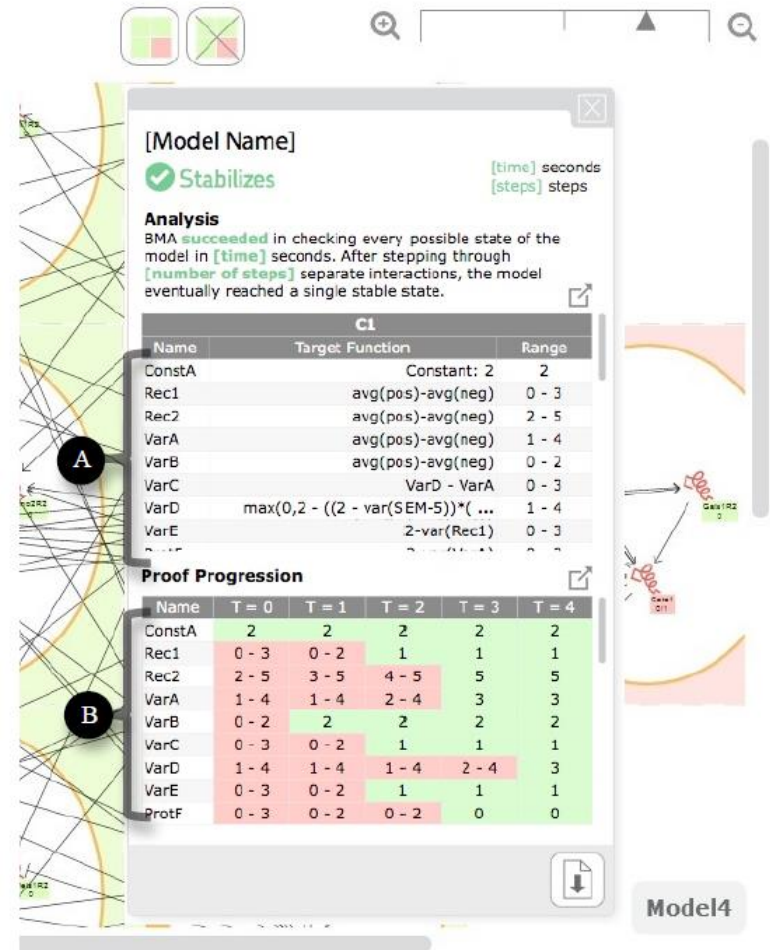 [Model Name]
Stabilizes
[time] seconds
[steps] steps
Analysis
BMA succeeded in checking every possible state of the
model in [time] seconds. After stepping through
[number of steps] separate interactions, the model
eventually reached a single stable state.
C1
Name Target Function Range
ConstA Constant: 2 2
Rec1 avg(pos)-avg(neg) 0 - 3
Rec2 avg(pos)-avg(neg) 2 - 5
VarA avg(pos)-avg(neg) 1 - 4
VarB avg(pos)-avg(neg) 0 - 2
VarC VarD - VarA 0 - 3
VarD max(0,2 - ((2 - var(SEM-5))*( ... 1 - 4
VarE 2-var(Rec1) 0 - 3
A
Proof Progression
Name T = 0 T = 1 T = 2 T = 3 T = 4
ConstA 2 2 2 2 2
Rec1 0 - 3 0 - 2 1 1 1
Rec2 2 - 5 3 - 5 4 - 5 5 5
VarA 1 - 4 1 - 4 2 - 4 3 3
VarB 0 - 2 2 2 2 2
VarC 0 - 3 0 - 2 1 1 1
VarD 1 - 4 1 - 4 1 - 4 2 - 4 3
VarE 0 - 3 0 - 2 1 1 1
ProtF 0 - 3 0 - 2 0 - 2 0 0
B
Model4